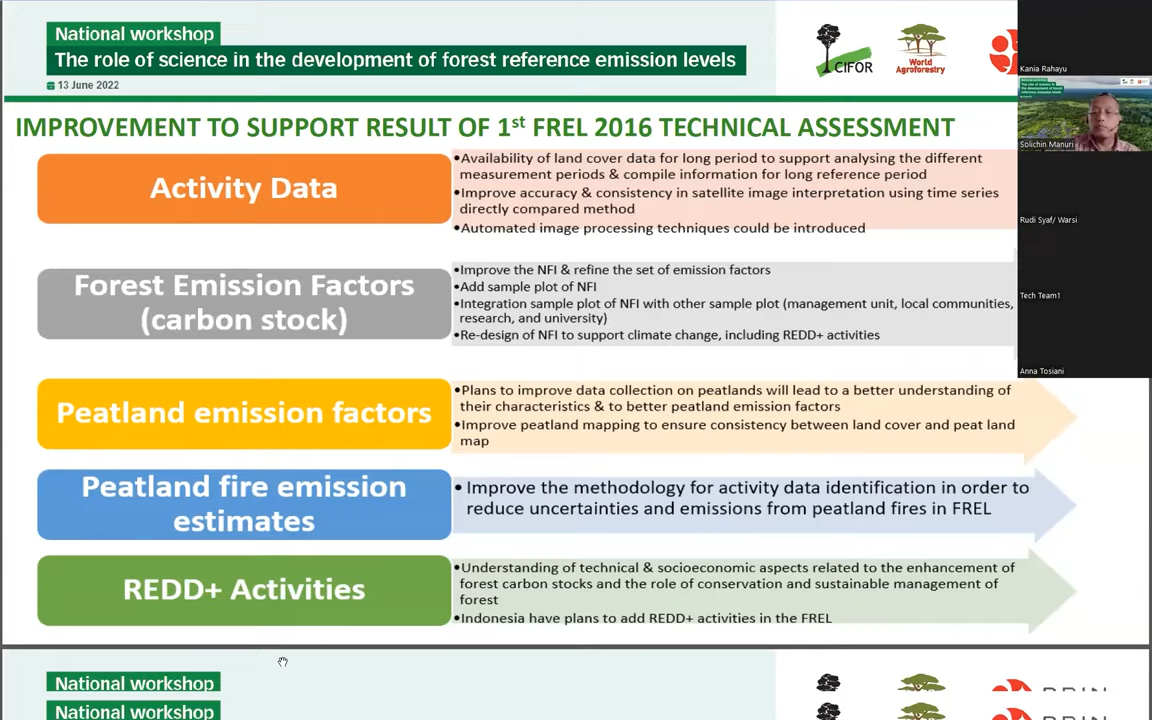 National workshop
The role of science in the development of forest reference emission levels
13 June 2022
CIFOR
World
Agroforestry
IMPROVEMENT TO SUPPORT RESULT OF 1st FREL 2016 TECHNICAL ASSESSMENT
Activity Data
•Availability of land cover data for long period to support analysing the different
measurement periods & compile information for long reference period
•Improve accuracy & consistency in satellite image interpretation using time series
directly compared method
•Automated image processing techniques could be introduced
Forest Emission Factors
(carbon stock)
•Improve the NFI & refine the set of emission factors
•Add sample plot of NFI
•Integration sample plot of NFI with other sample plot (management unit, local communities,
research, and university)
•Re-design of NFI to support climate change, including REDD+ activities
Peatland emission factors
•Plans to improve data collection on peatlands will lead to a better understanding of
their characteristics & to better peatland emission factors
•Improve peatland mapping to ensure consistency between land cover and peat land
map
Peatland fire emission
estimates
• Improve the methodology for activity data identification in order to
reduce uncertainties and emissions from peatland fires in FREL
REDD+ Activities
•Understanding of technical & socioeconomic aspects related to the enhancement of
forest carbon stocks and the role of conservation and sustainable management of
forest
•Indonesia have plans to add REDD+ activities in the FREL
Kania Rahayu
Solichin Manuri
Rudi Syaf/ Warsi
Tech Team1
Anna Tosiani
National workshop
National workshop